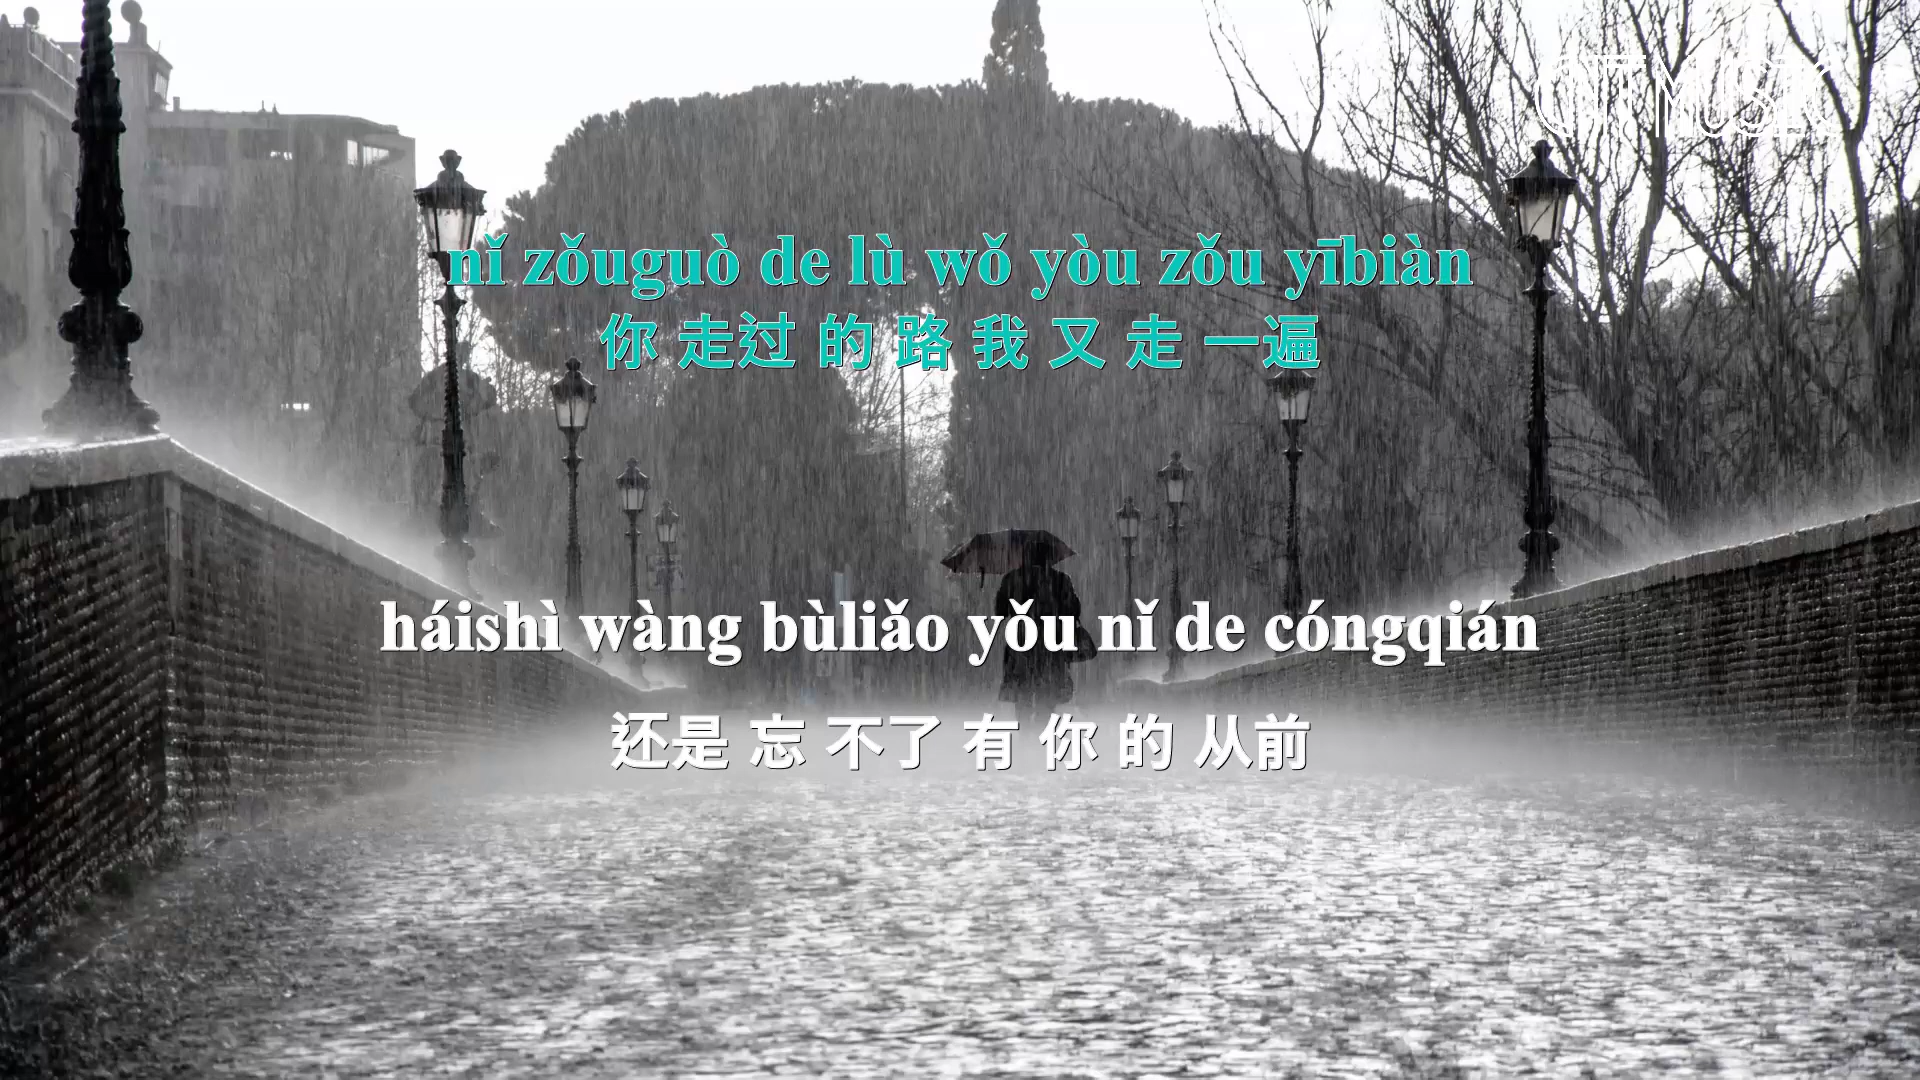 nǐ zǒuguò de lù wǒ yòu zǒu yībiàn
你 走过 的 路 我 又 走 一遍
háishì wàng bùliǎo yǒu nǐ de cóngqián
还是 忘 不了 有 你 的 从前